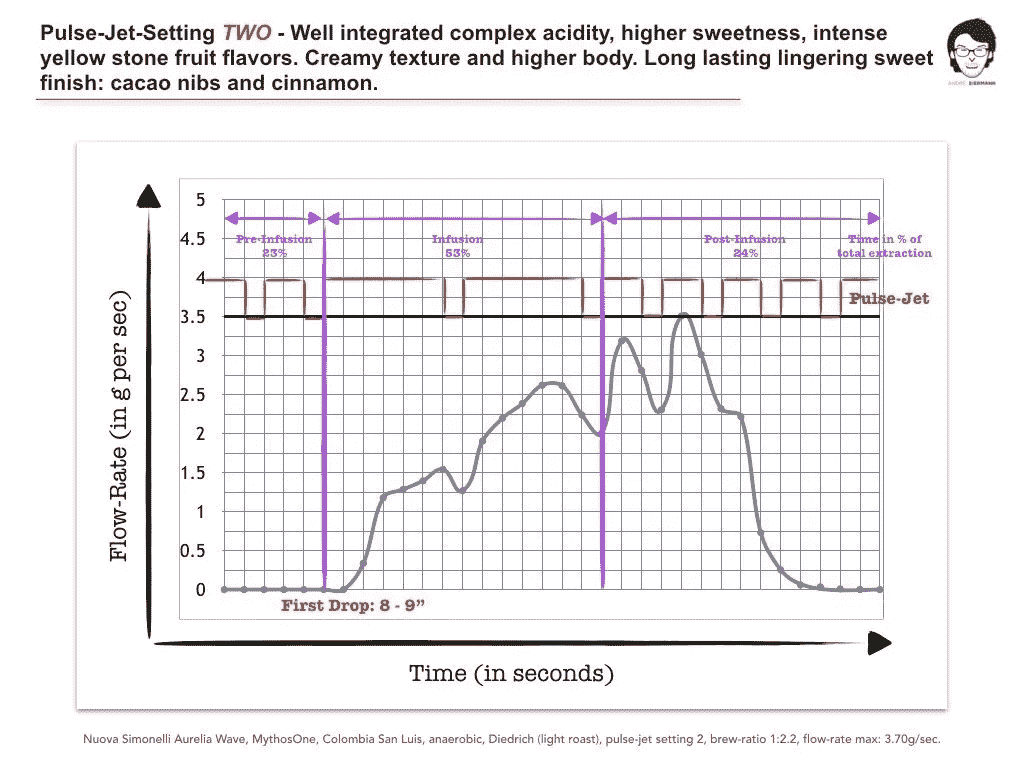 Pulse-Jet-Setting TWO - Well integrated complex acidity, higher sweetness, intense
yellow stone fruit flavors. Creamy texture and higher body. Long lasting lingering sweet
finish: cacao nibs and cinnamon.
ANDRÉ EIERMANN
5
4.5
4
3.5
3
2.5
2
1.5
1
0.5
0
Pre-Infusion
23%
Infusion
53%
Post-Infusion
24%
Time in % of
total extraction
Pulse-Jet
Flow-Rate (in g per sec)
First Drop: 8 - 9”
Time (in seconds)
Nuova Simonelli Aurelia Wave, MythosOne, Colombia San Luis, anaerobic, Diedrich (light roast), pulse-jet setting 2, brew-ratio 1:2.2, flow-rate max: 3.70g/sec.